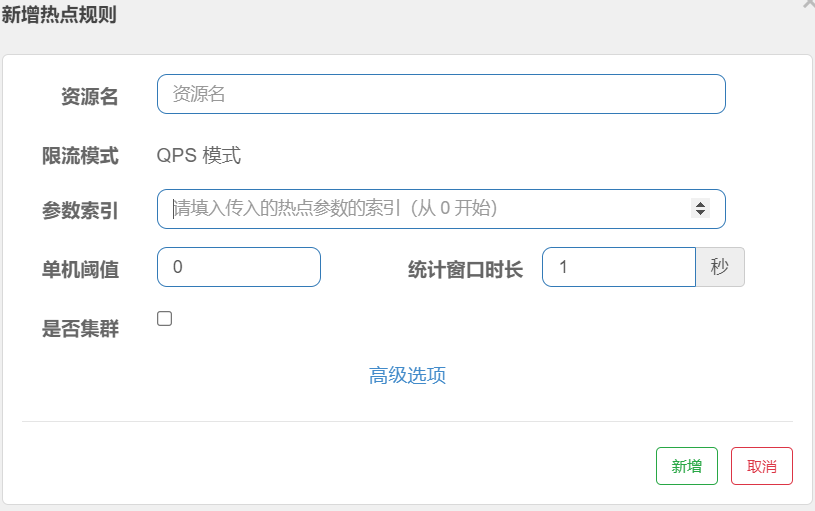 新增热点规则
资源名 资源名
限流模式 QPS 模式
参数索引 请填入传入的热点参数的索引（从 0 开始）
单机阈值 0 统计窗口时长 1 秒
是否集群
高级选项
新增 取消